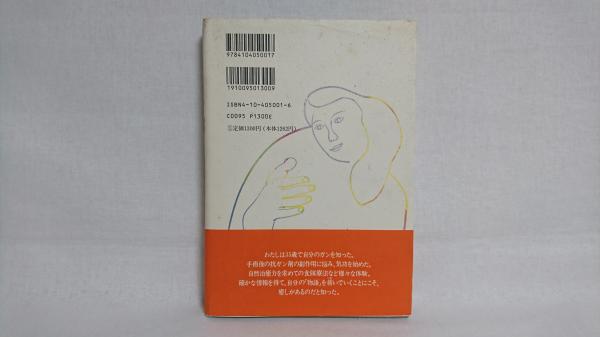 9784104050017
1910095013009
ISBN4-10-405001-6
C0095 P1300E
定価1300円(本体1262円)
わたしは35歳で自分のガンを知った。
手術後の抗ガン剤の副作用に悩み、気功を始めた。
自然治癒力を求めての食餌療法など様々な体験。
確かな情報を得て、自分の「物語」を紡いでいくことにこそ、
癒しがあるのだと知った。